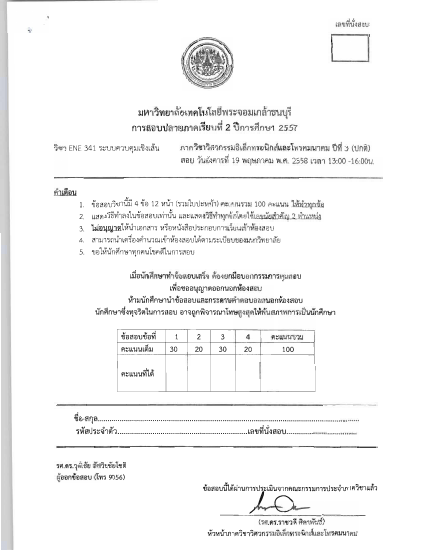 เลขที่นั่งสอบ
มหาวิทยาลัยเทคโนโลยีพระจอมเกล้าธนบุรี
การสอบปลายภาคเรียนที่ 2 ปีการศึกษา 2557
วิชา ENE 341 ระบบควบคุมเชิงเส้น
ภาควิชาวิศวกรรมอิเล็กทรอนิกส์และโทรคมนาคม ปีที่ 3 (ปกติ)
สอบ วันอังคารที่ 19 พฤษภาคม พ.ศ. 2558 เวลา 13:00 -16:00น.
คำเตือน
1. ข้อสอบวิชานี้มี 4 ข้อ 12 หน้า (รวมใบปะหน้า) คะแนนรวม 100 คะแนน ให้ทำทุกข้อ
2. แสดงวิธีทำลงในข้อสอบเท่านั้น และแสดงวิธีทำทุกข้อโดยใช้เลขนัยสำคัญ 2 ตำแหน่ง
3. ไม่อนุญาตให้นำเอกสาร หรือหนังสือประกอบการเรียนเข้าห้องสอบ
4. สามารถนำเครื่องคำนวณเข้าห้องสอบได้ตามระเบียบของมหาวิทยาลัย
5. ขอให้นักศึกษาทุกคนโชคดีในการสอบ
เมื่อนักศึกษาทำข้อสอบเสร็จ ต้องยกมือบอกกรรมการคุมสอบ
เพื่อขออนุญาตออกนอกห้องสอบ
ห้ามนักศึกษานำข้อสอบและกระดาษคำตอบออกนอกห้องสอบ
นักศึกษาซึ่งทุจริตในการสอบ อาจถูกพิจารณาโทษสูงสุดให้พ้นสภาพการเป็นนักศึกษา
ข้อสอบข้อที่ 1 2 3 4 คะแนนรวม
คะแนนเต็ม 30 20 30 20 100
คะแนนที่ได้
ชื่อ-สกุล
รหัสประจำตัว เลขที่นั่งสอบ
รศ.ดร.วุฒิชัย
ผู้ออกข้อสอบ (โทร 9156)
ข้อสอบนี้ได้ผ่านการประเมินจากคณะกรรมการประจำภาควิชาแล้ว
(รศ.ดร.ราชวดี ศิลาพันธ์)
หัวหน้าภาควิชาวิศวกรรมอิเล็กทรอนิกส์และโทรคมนาคม